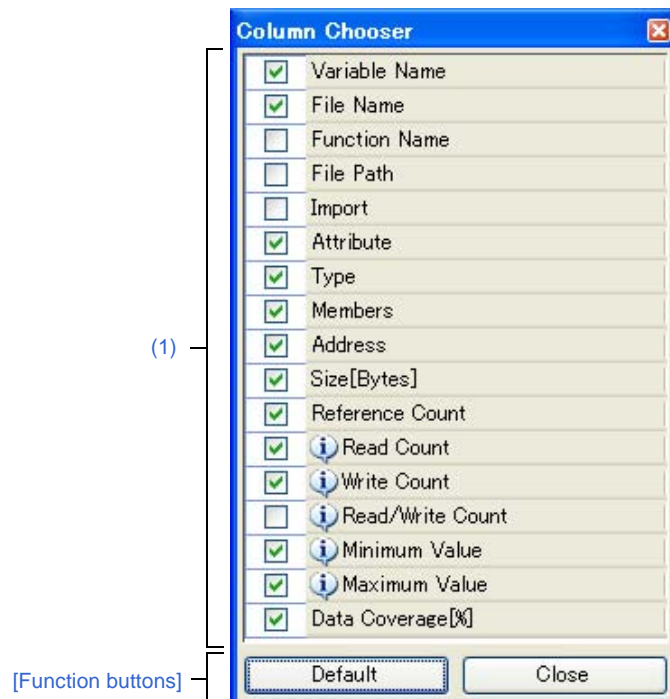 Column Chooser
Variable Name
File Name
Function Name
File Path
Import
Attribute
Type
Members
(1)
Address
Size[Bytes]
Reference Count
Read Count
Write Count
Read/Write Count
Minimum Value
Maximum Value
Data Coverage[%]
[Function buttons]
Default
Close